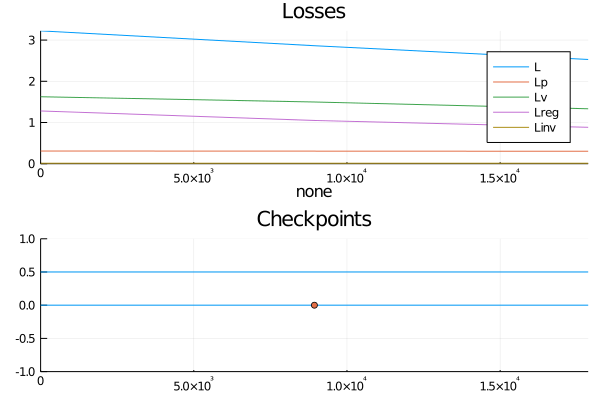 Losses
3
2
1
0
L
Lp
Lv
Lreg
Linv
0 5.0×10³ 1.0×10⁴ 1.5×10⁴
none
Checkpoints
1.0
0.5
0.0
-0.5
-1.0
0 5.0×10³ 1.0×10⁴ 1.5×10⁴